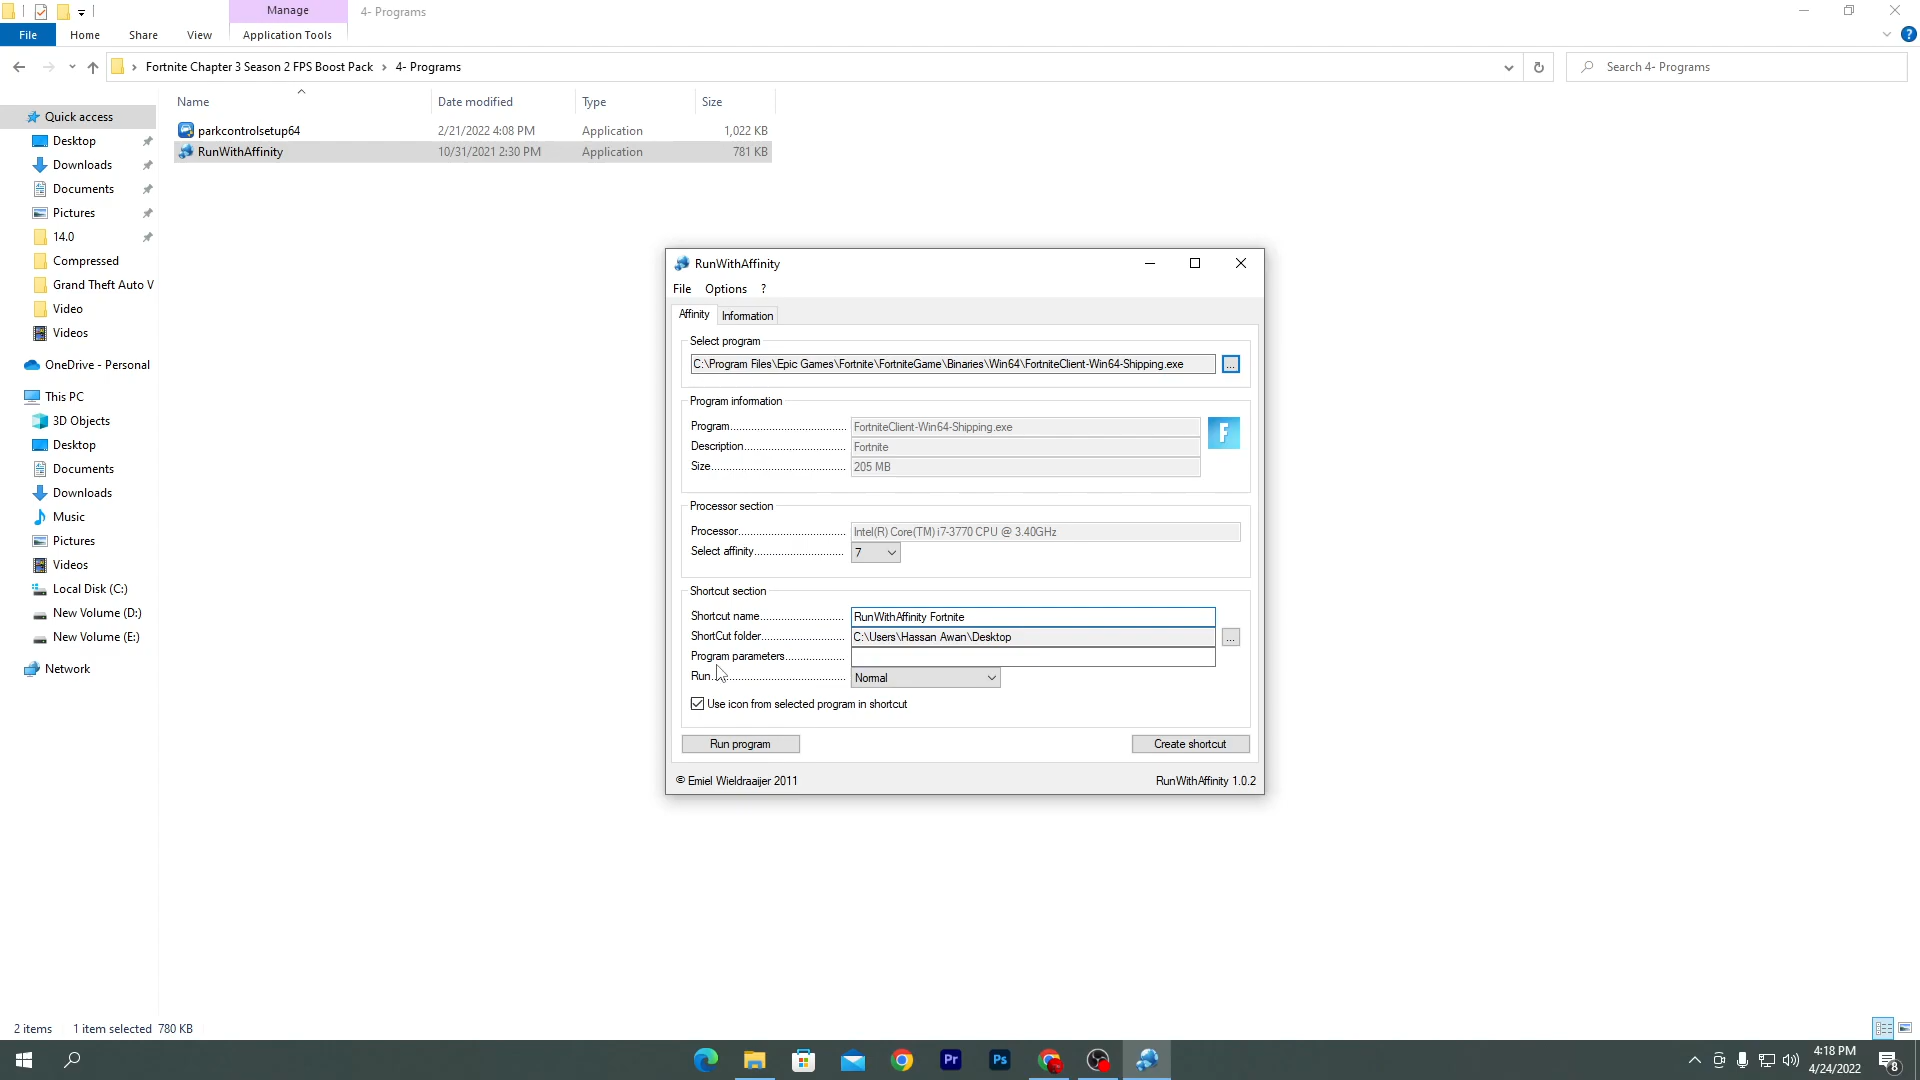 Manage
4- Programs
File
Home
Share
View
Application Tools
Fortnite Chapter 3 Season 2 FPS Boost Pack
4- Programs
Search 4- Programs
Name
Date modified
Type
Size
parkcontrolsetup64
2/21/2022 4:08 PM
Application
1,022 KB
RunWithAffinity
10/31/2021 2:30 PM
Application
781 KB
Quick access
Desktop
Downloads
Documents
Pictures
14.0
Compressed
Grand Theft Auto V
Video
Videos
OneDrive - Personal
This PC
3D Objects
Desktop
Documents
Downloads
Music
Pictures
Videos
Local Disk (C:)
New Volume (D:)
New Volume (E:)
Network
RunWithAffinity
File
Options
?
Affinity
Information
Select program
C:\Program Files\Epic Games\Fortnite\FortniteGame\Binaries\Win64\FortniteClient-Win64-Shipping.exe
...
Program information
Program
FortniteClient-Win64-Shipping.exe
F
Description
Fortnite
Size
205 MB
Processor section
Processor
Intel(R) Core(TM) i7-3770 CPU @ 3.40GHz
Select affinity
7
Shortcut section
Shortcut name
RunWithAffinity Fortnite
ShortCut folder
C:\Users\Hassan Awan\Desktop
...
Program parameters
Run
Normal
Use icon from selected program in shortcut
Run program
Create shortcut
© Emiel Wieldraaijer 2011
RunWithAffinity 1.0.2
2 items
1 item selected 780 KB
Pr
Ps
4:18 PM
4/24/2022
8